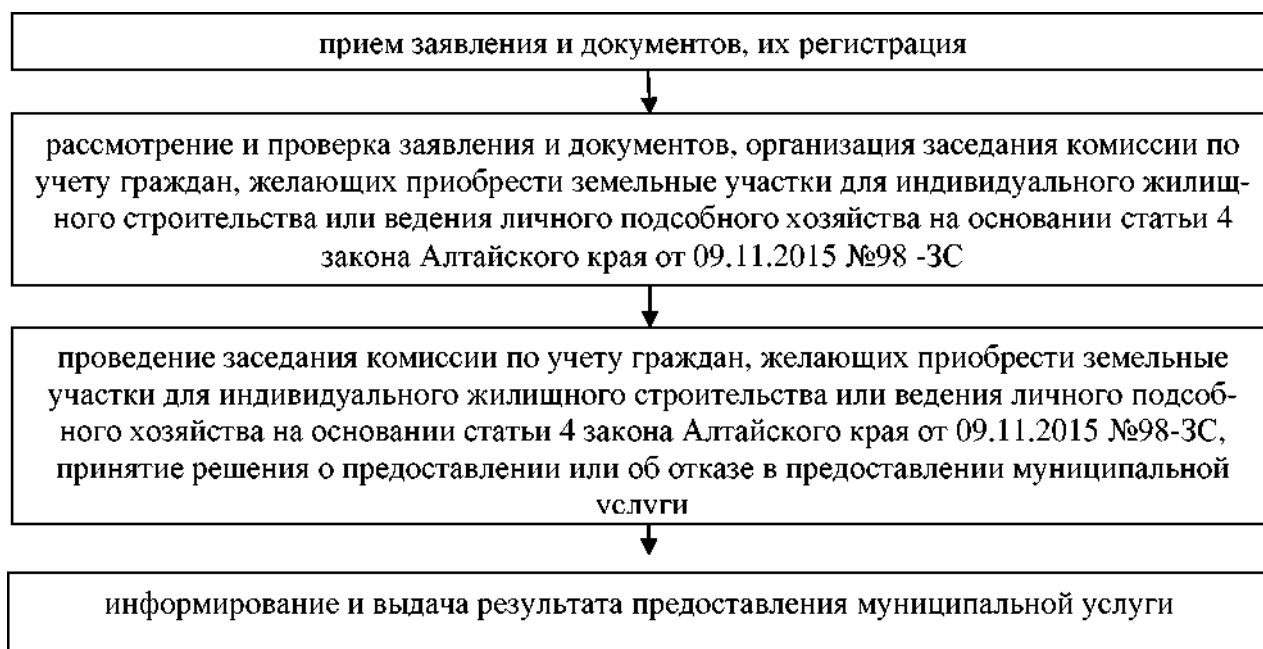 прием заявления и документов, их регистрация
рассмотрение и проверка заявления и документов, организация заседания комиссии по
учету граждан, желающих приобрести земельные участки для индивидуального жилищ-
ного строительства или ведения личного подсобного хозяйства на основании статьи 4
закона Алтайского края от 09.11.2015 №98 -ЗС
проведение заседания комиссии по учету граждан, желающих приобрести земельные
участки для индивидуального жилищного строительства или ведения личного подсоб-
ного хозяйства на основании статьи 4 закона Алтайского края от 09.11.2015 №98-ЗС,
принятие решения о предоставлении или об отказе в предоставлении муниципальной
услуги
информирование и выдача результата предоставления муниципальной услуги